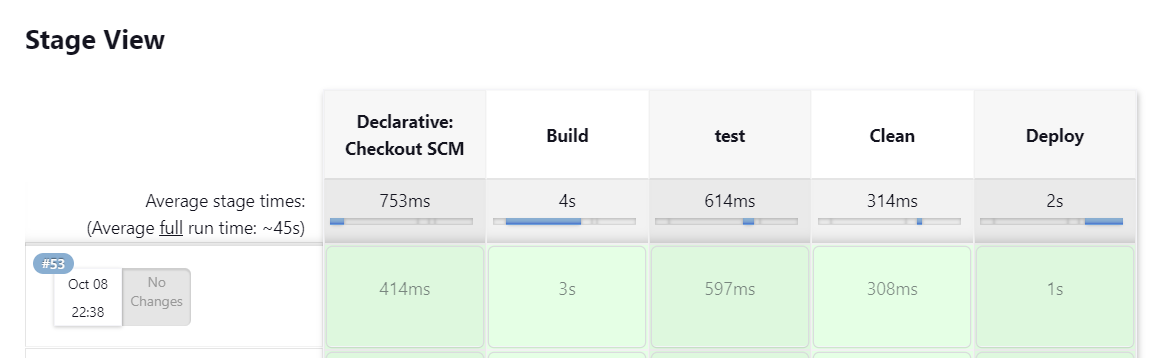 Stage View
Declarative:
Checkout SCM
Build
test
Clean
Deploy
Average stage times:
(Average full run time: ~45s)
753ms
4s
614ms
314ms
2s
#53
Oct 08
22:38
No
Changes
414ms
3s
597ms
308ms
1s